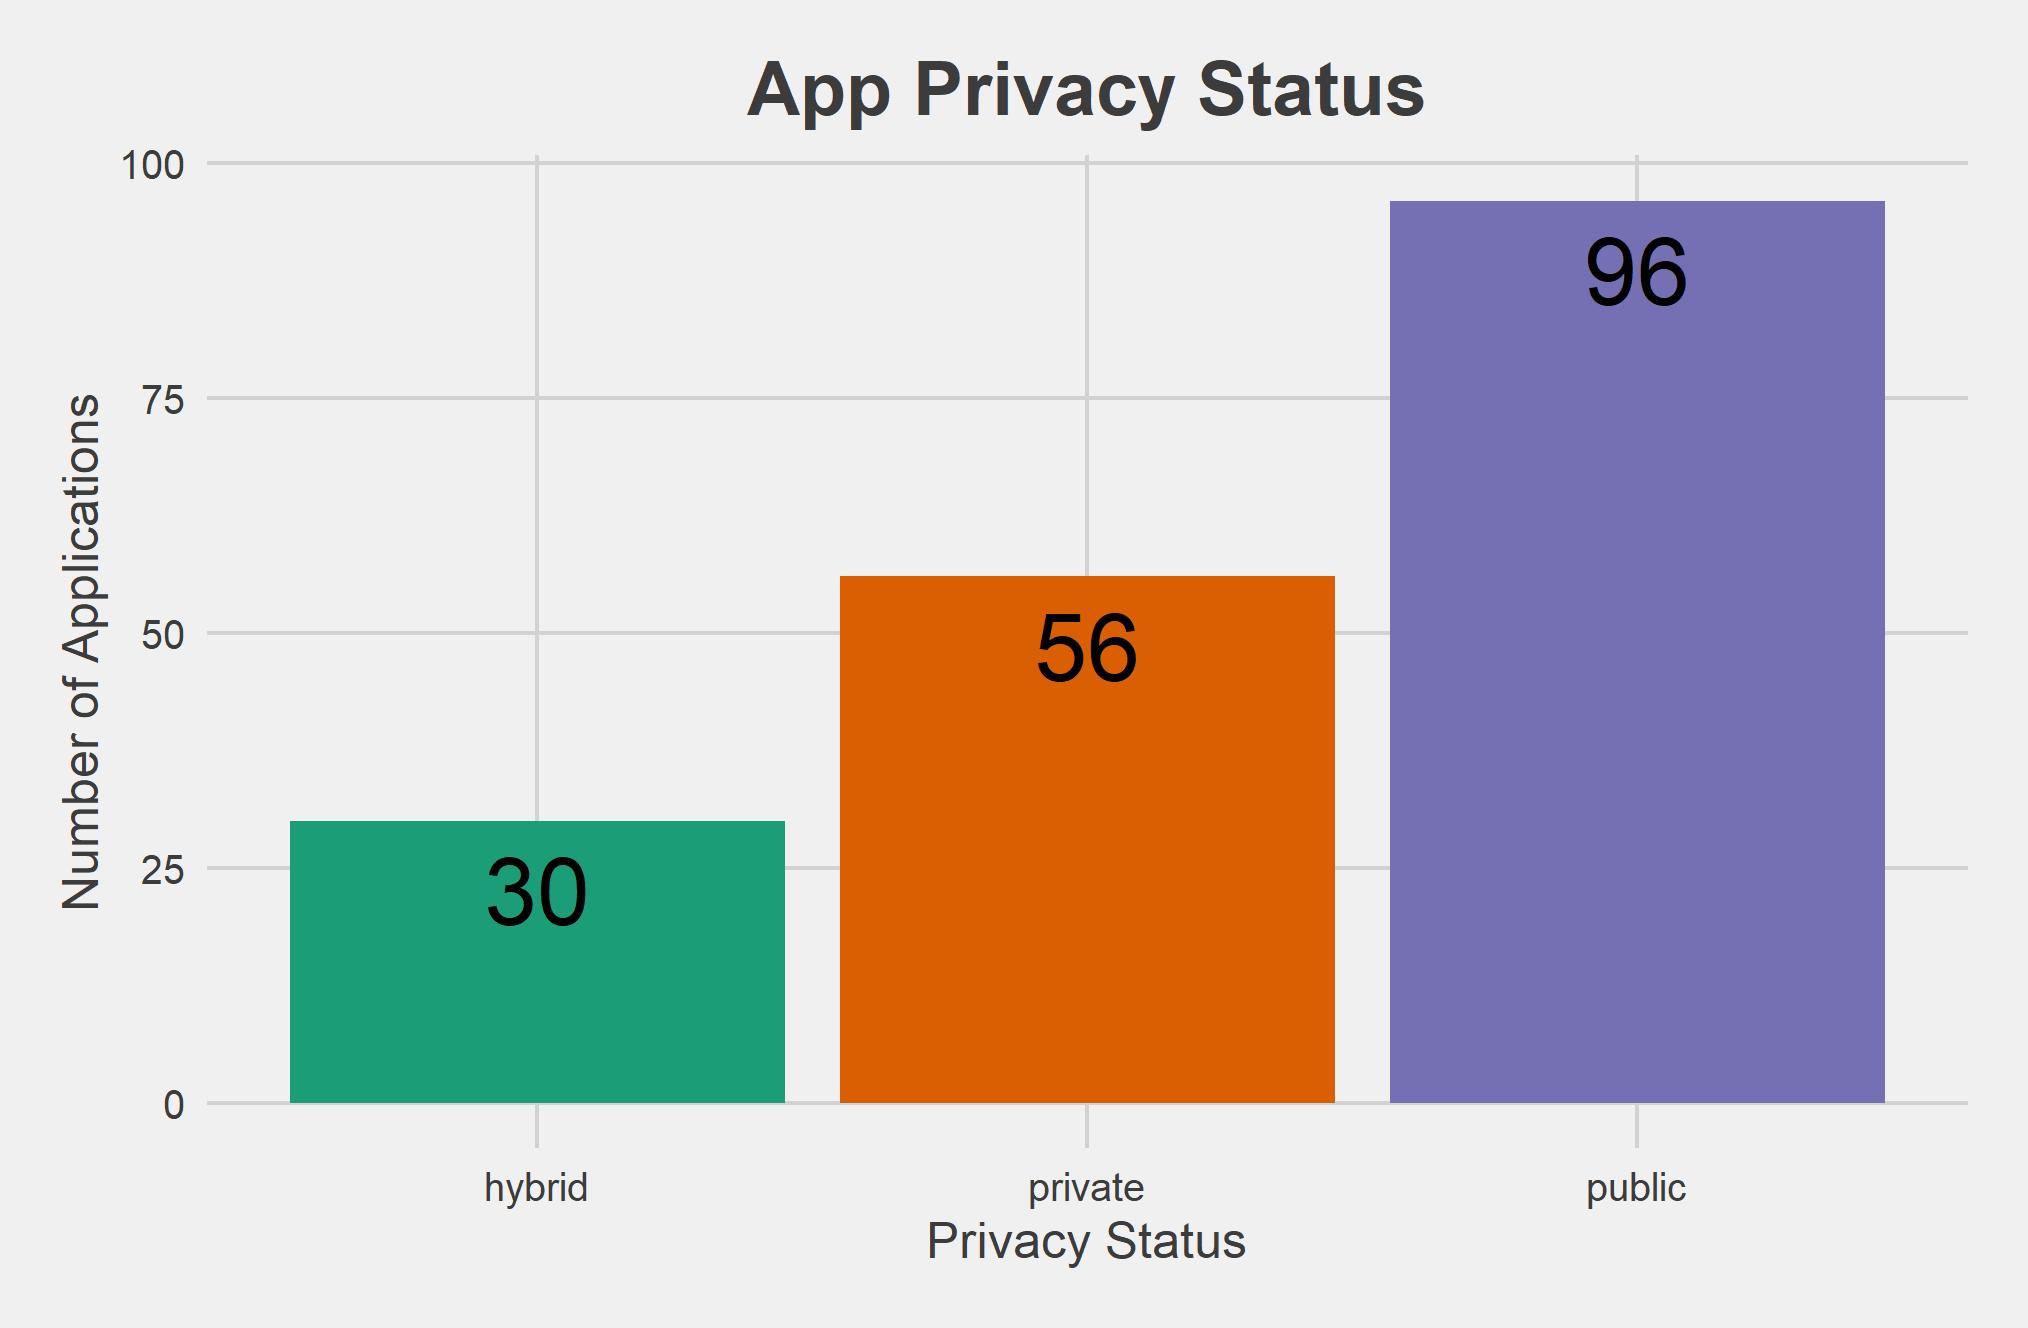 App Privacy Status
100
75
50
25
0
Number of Applications
96
56
30
hybrid private public
Privacy Status